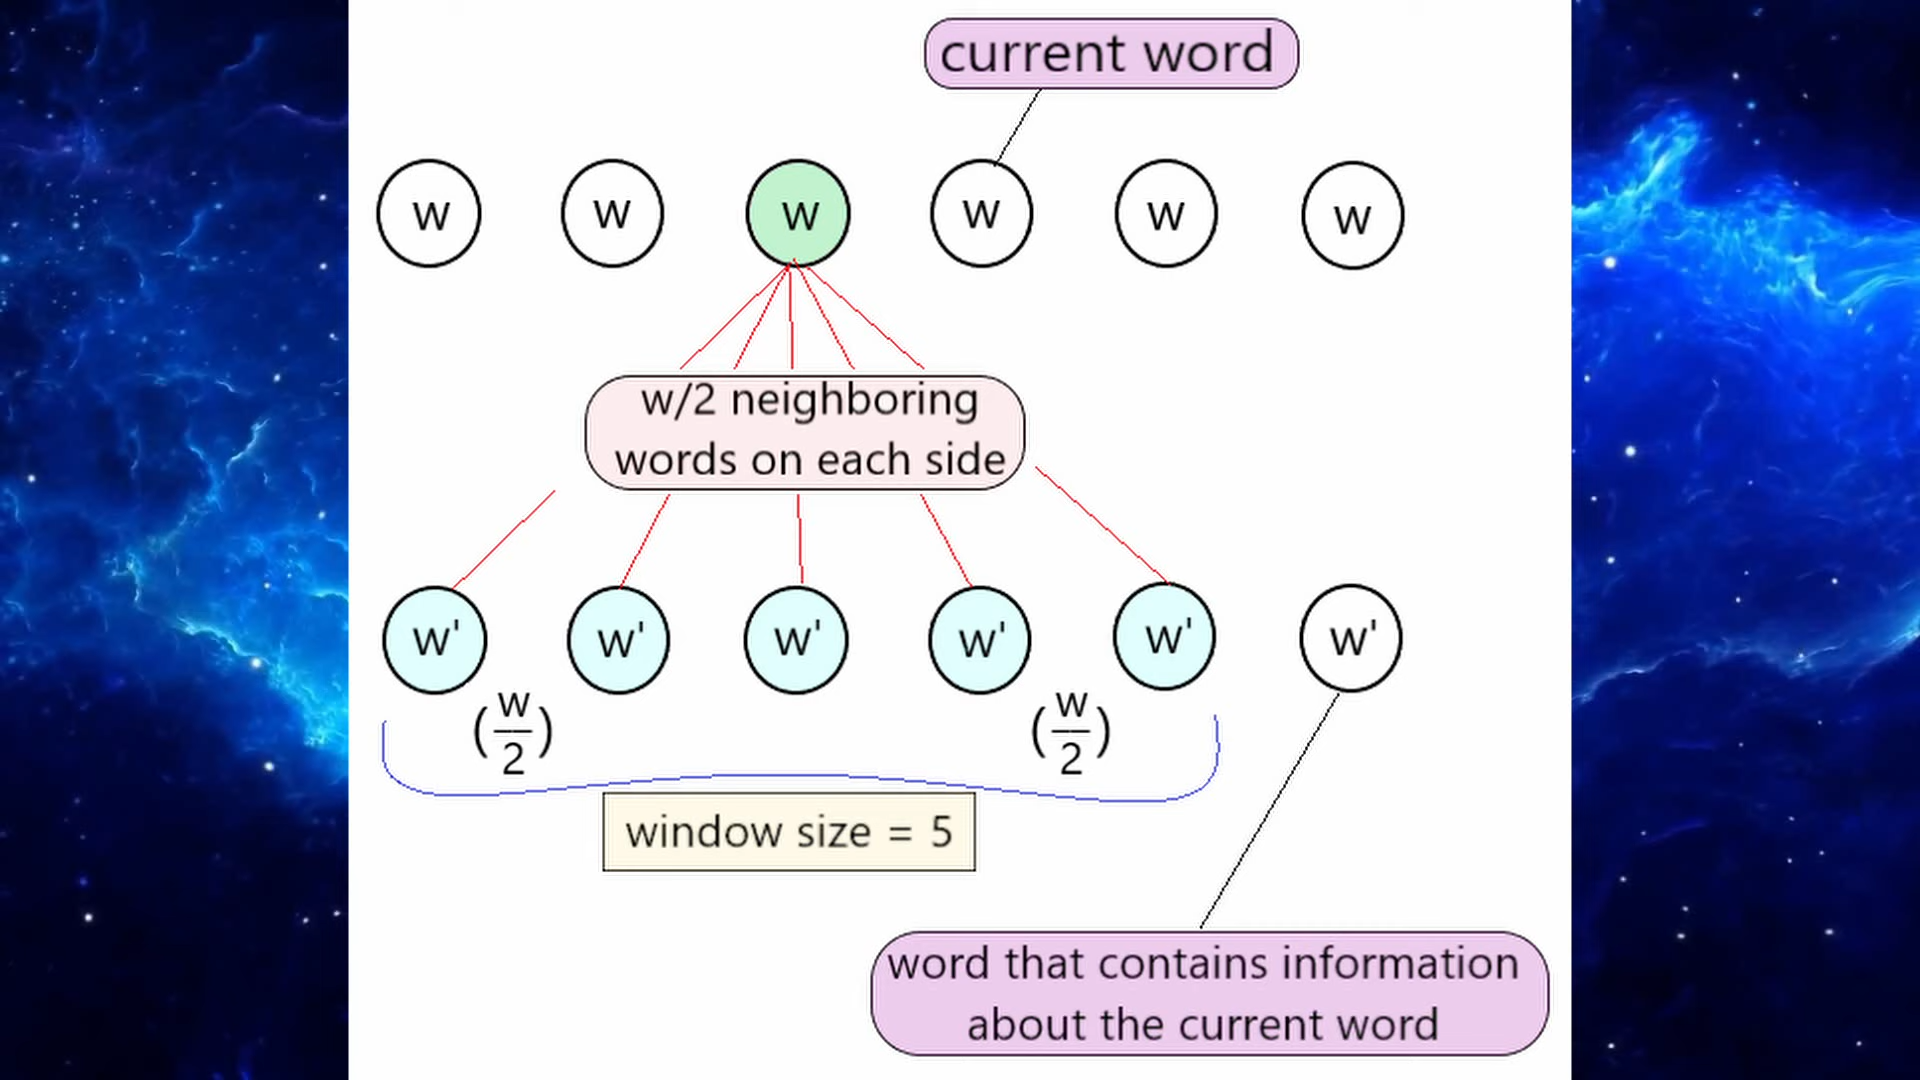 current word
w w w w w w
w/2 neighboring
words on each side
w' w' w' w' w' w'
(w/2) (w/2)
window size = 5
word that contains information
about the current word